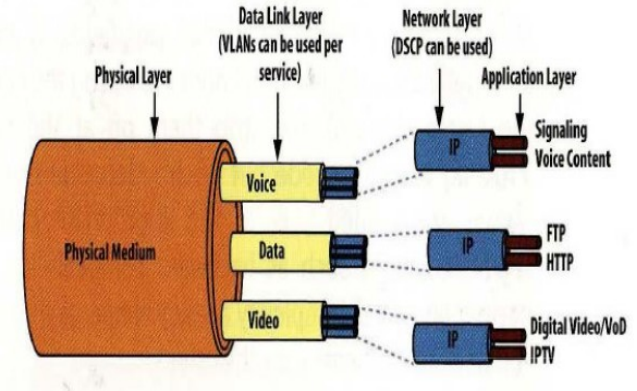 Data Link Layer
(VLANs can be used per
service)
Network Layer
(DSCP can be used)
Physical Layer
Application Layer
Physical Medium
Voice
Data
Video
IP
Signaling
Voice Content
IP
FTP
HTTP
IP
Digital Video/VoD
IPTV